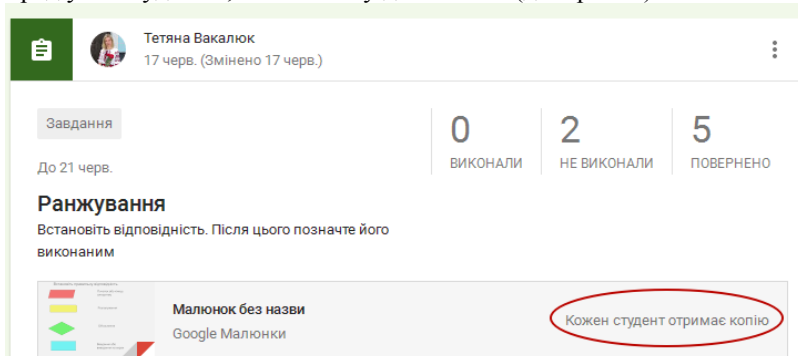 Тетяна Вакалюк
17 черв. (Змінено 17 черв.)
Завдання
До 21 черв.
0
ВИКОНАЛИ
2
НЕ ВИКОНАЛИ
5
ПОВЕРНЕНО
Ранжування
Встановіть відповідність. Після цього позначте його
виконаним
Малюнок без назви
Google Малюнки
Кожен студент отримає копію